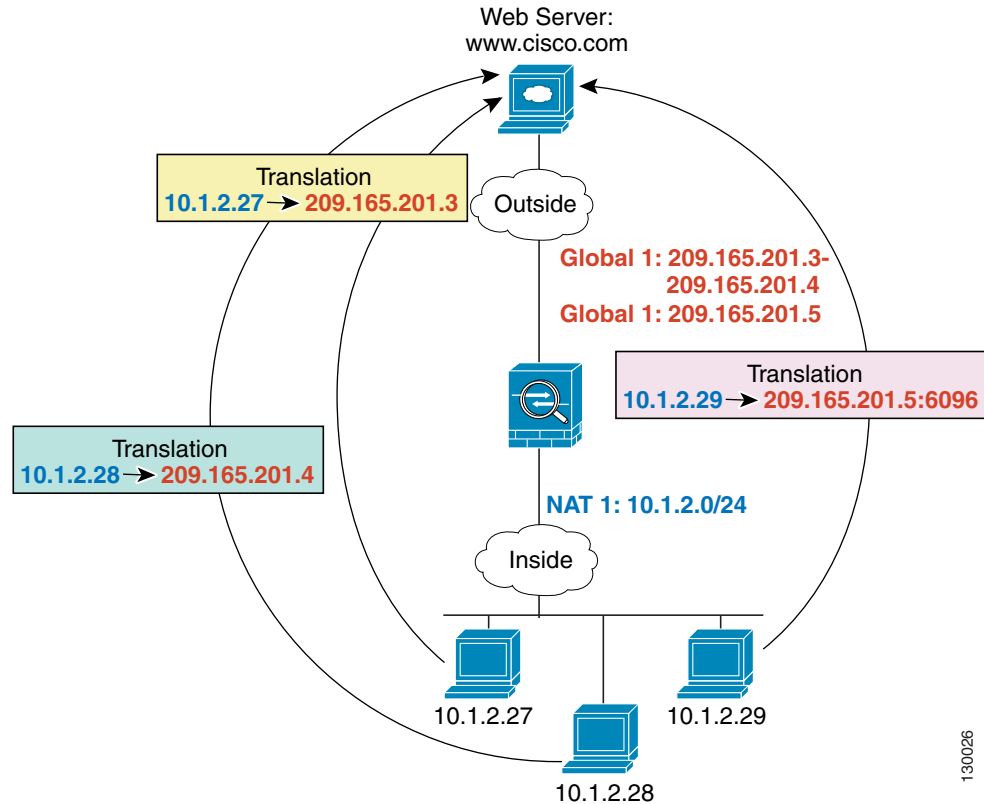 Web Server:
www.cisco.com
Translation
10.1.2.27 → 209.165.201.3
Outside
Global 1: 209.165.201.3-
209.165.201.4
Global 1: 209.165.201.5
Translation
10.1.2.29 → 209.165.201.5:6096
Translation
10.1.2.28 → 209.165.201.4
NAT 1: 10.1.2.0/24
Inside
10.1.2.27
10.1.2.29
10.1.2.28
130026